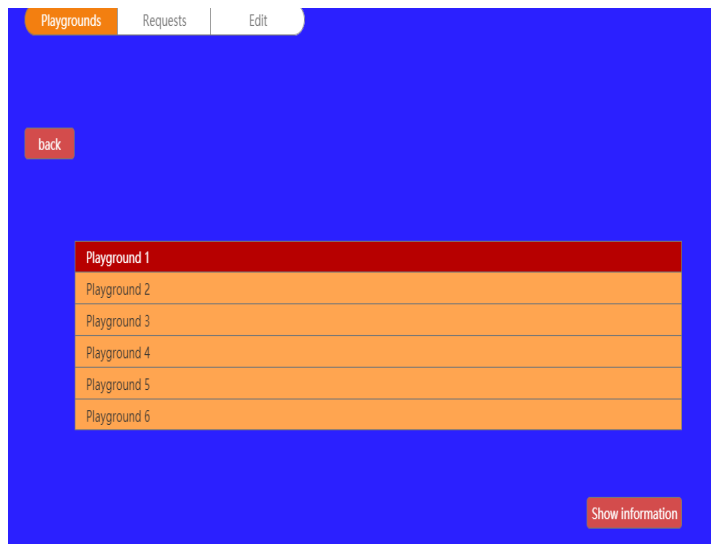 Playgrounds Requests Edit
back
Playground 1
Playground 2
Playground 3
Playground 4
Playground 5
Playground 6
Show information